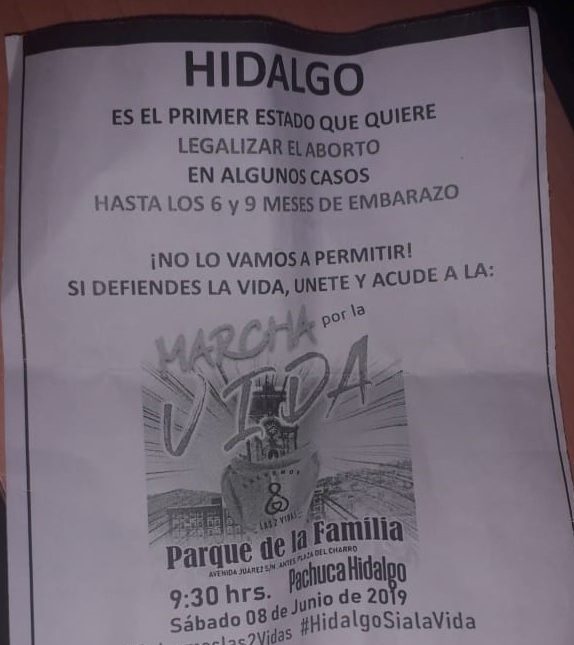 HIDALGO
ES EL PRIMER ESTADO QUE QUIERE
LEGALIZAR EL ABORTO
EN ALGUNOS CASOS
HASTA LOS 6 y 9 MESES DE EMBARAZO
¡NO LO VAMOS A PERMITIR!
SI DEFIENDES LA VIDA, UNETE Y ACUDE A LA:
MARCHA por la
VIDA
SALVEMOS
LAS 2 VIDAS
Parque de la Familia
AVENIDA JUAREZ S/N. ANTES PLAZA DEL CHARRO
Pachuca Hidalgo
9:30 hrs.
Sábado 08 de Junio de 2019
#HidalgoSialaVida